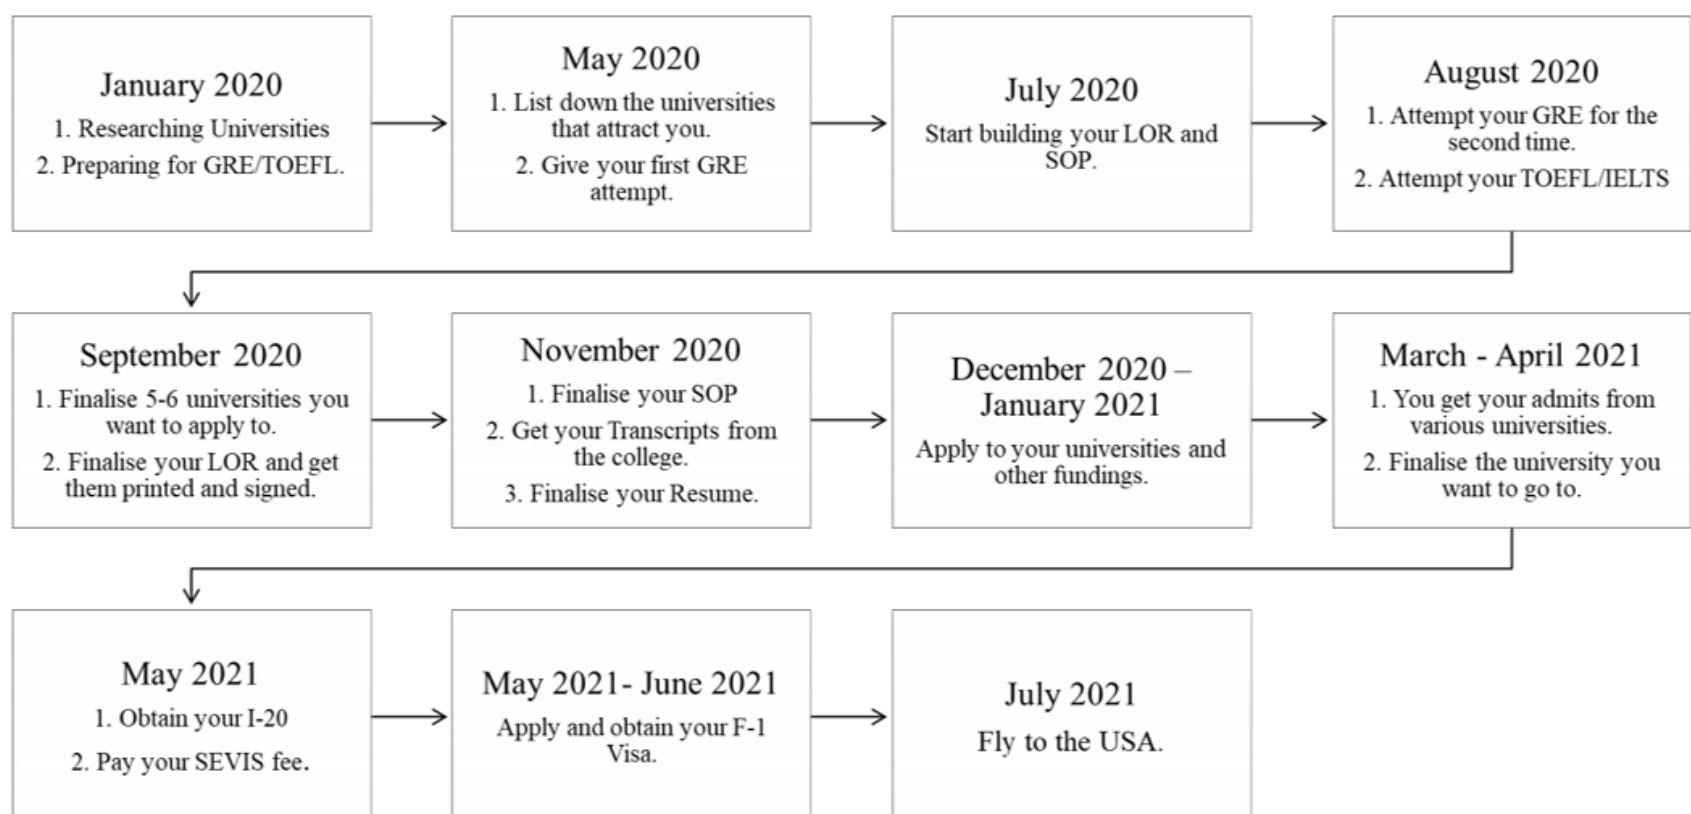 January 2020
1. Researching Universities
2. Preparing for GRE/TOEFL.
May 2020
1. List down the universities
that attract you.
2. Give your first GRE
attempt.
July 2020
Start building your LOR and
SOP.
August 2020
1. Attempt your GRE for the
second time.
2. Attempt your TOEFL/IELTS
September 2020
1. Finalise 5-6 universities you
want to apply to.
2. Finalise your LOR and get
them printed and signed.
November 2020
1. Finalise your SOP
2. Get your Transcripts from
the college.
3. Finalise your Resume.
December 2020 –
January 2021
Apply to your universities and
other fundings.
March - April 2021
1. You get your admits from
various universities.
2. Finalise the university you
want to go to.
May 2021
1. Obtain your I-20
2. Pay your SEVIS fee.
May 2021- June 2021
Apply and obtain your F-1
Visa.
July 2021
Fly to the USA.